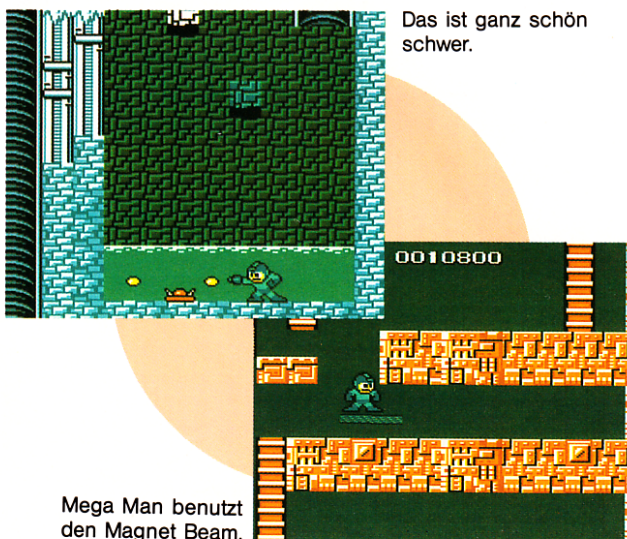 Das ist ganz schön
schwer.
0010800
Mega Man benutzt
den Magnet Beam.